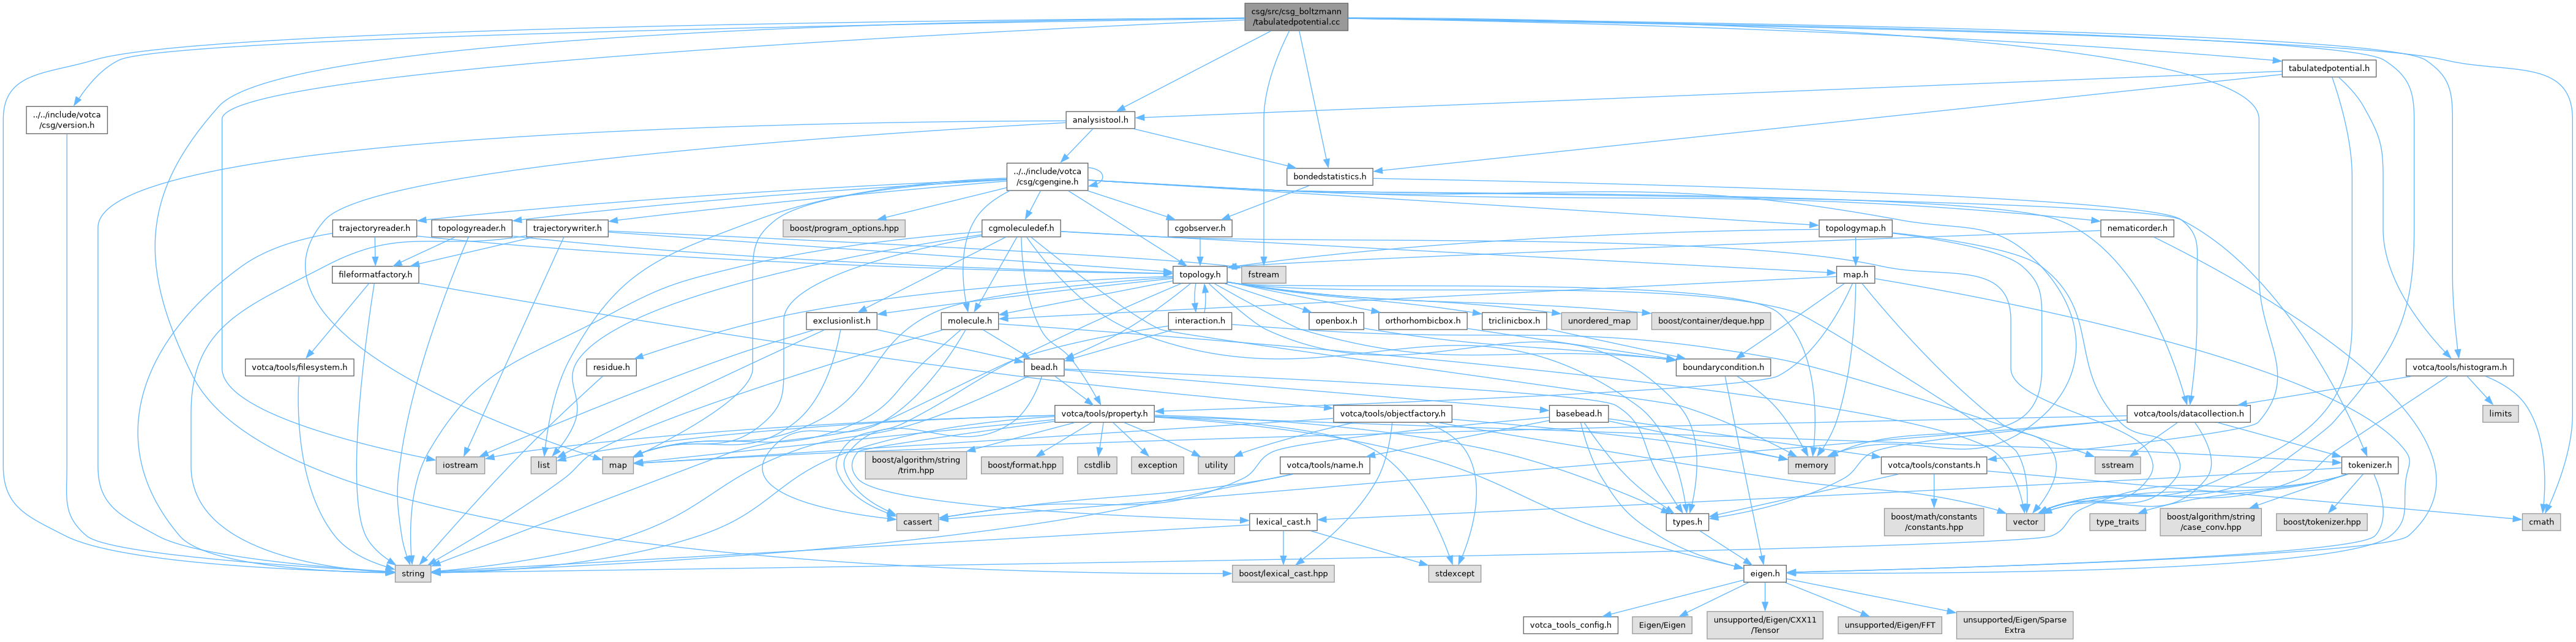 csg/src/csg_boltzmann
/tabulatedpotential.cc
tabulatedpotential.h
../../include/votca
/csg/version.h
analysistool.h
../../include/votca
/csg/cgengine.h
bondedstatistics.h
trajectoryreader.h
topologyreader.h
trajectorywriter.h
boost/program_options.hpp
cgmoleculedef.h
cgobserver.h
topologymap.h
nematicorder.h
fileformatfactory.h
topology.h
fstream
map.h
exclusionlist.h
molecule.h
interaction.h
openbox.h
orthorhombicbox.h
triclinicbox.h
unordered_map
boost/container/deque.hpp
votca/tools/filesystem.h
residue.h
bead.h
boundarycondition.h
votca/tools/histogram.h
votca/tools/property.h
votca/tools/objectfactory.h
basebead.h
votca/tools/datacollection.h
limits
iostream
list
map
boost/algorithm/string
/trim.hpp
boost/format.hpp
cstdlib
exception
utility
votca/tools/name.h
memory
votca/tools/constants.h
sstream
tokenizer.h
cassert
lexical_cast.h
types.h
boost/math/constants
/constants.hpp
vector
type_traits
boost/algorithm/string
/case_conv.hpp
boost/tokenizer.hpp
cmath
string
boost/lexical_cast.hpp
stdexcept
eigen.h
votca_tools_config.h
Eigen/Eigen
unsupported/Eigen/CXX11
/Tensor
unsupported/Eigen/FFT
unsupported/Eigen/Sparse
Extra